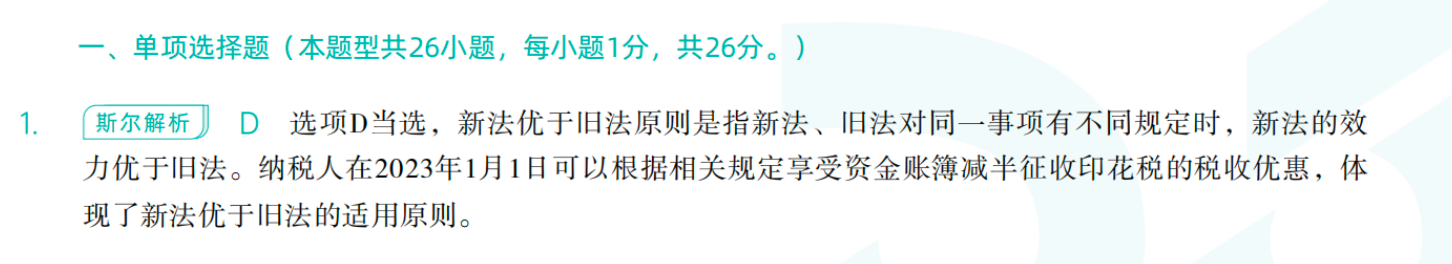 一、单项选择题（本题型共26小题，每小题1分，共26分。）
1. 斯尔解析 D 选项D当选，新法优于旧法原则是指新法、旧法对同一事项有不同规定时，新法的效
力优于旧法。纳税人在2023年1月1日可以根据相关规定享受资金账簿减半征收印花税的税收优惠，体
现了新法优于旧法的适用原则。